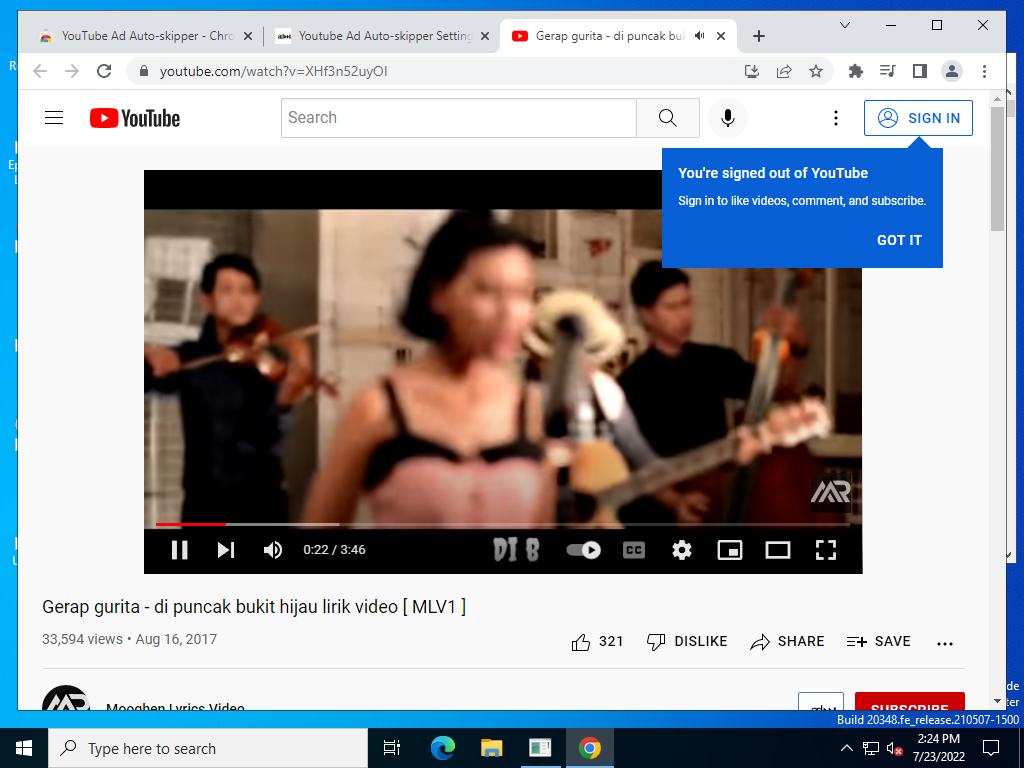 YouTube Ad Auto-skipper - Chro
Youtube Ad Auto-skipper Setting
Gerap gurita - di puncak buk
youtube.com/watch?v=XHf3n52uyOI
YouTube
Search
SIGN IN
You're signed out of YouTube
Sign in to like videos, comment, and subscribe.
GOT IT
MR
0:22 / 3:46
DI B
CC
Gerap gurita - di puncak bukit hijau lirik video [ MLV1 ]
33,594 views • Aug 16, 2017
321
DISLIKE
SHARE
SAVE
Mooghen Lyrics Video
SUBSCRIBE
Build 20348.fe_release.210507-1500
Type here to search
2:24 PM
7/23/2022